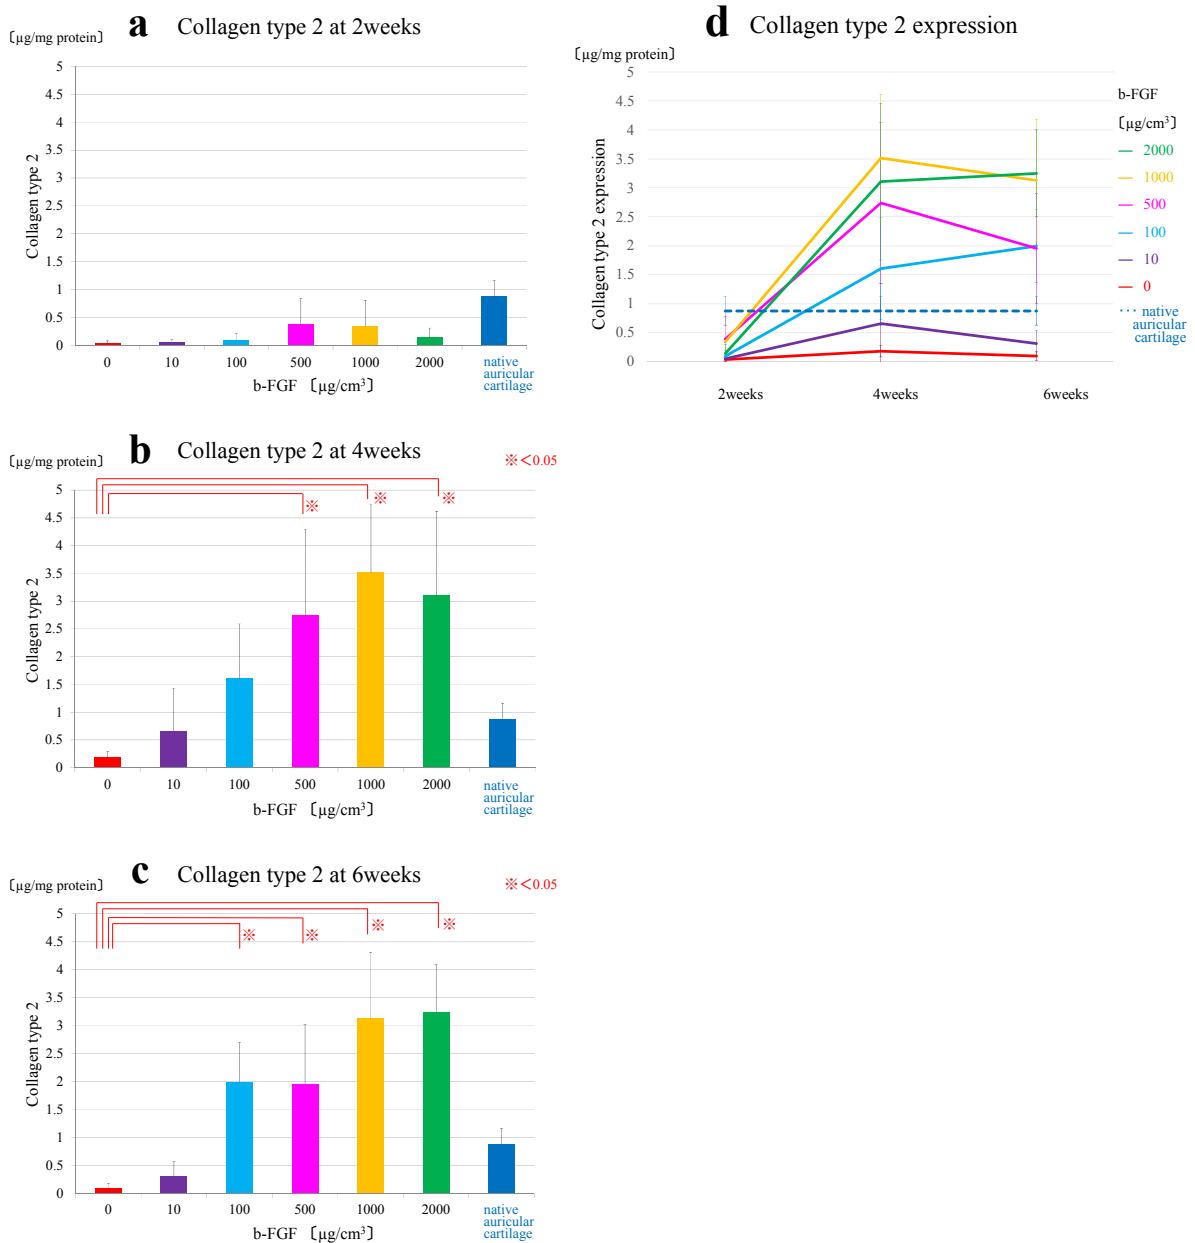 a Collagen type 2 at 2weeks
〔µg/mg protein〕
Collagen type 2
5
4.5
4
3.5
3
2.5
2
1.5
1
0.5
0
0 10 100 500 1000 2000 native
auricular
cartilage
b-FGF 〔µg/cm³〕
b Collagen type 2 at 4weeks
〔µg/mg protein〕
※<0.05
※ ※ ※
Collagen type 2
5
4.5
4
3.5
3
2.5
2
1.5
1
0.5
0
0 10 100 500 1000 2000 native
auricular
cartilage
b-FGF 〔µg/cm³〕
c Collagen type 2 at 6weeks
〔µg/mg protein〕
※<0.05
※ ※ ※ ※
Collagen type 2
5
4.5
4
3.5
3
2.5
2
1.5
1
0.5
0
0 10 100 500 1000 2000 native
auricular
cartilage
b-FGF 〔µg/cm³〕
d Collagen type 2 expression
〔µg/mg protein〕
Collagen type 2 expression
5
4.5
4
3.5
3
2.5
2
1.5
1
0.5
0
2weeks 4weeks 6weeks
b-FGF
〔µg/cm³〕
2000
1000
500
100
10
0
native
auricular
cartilage